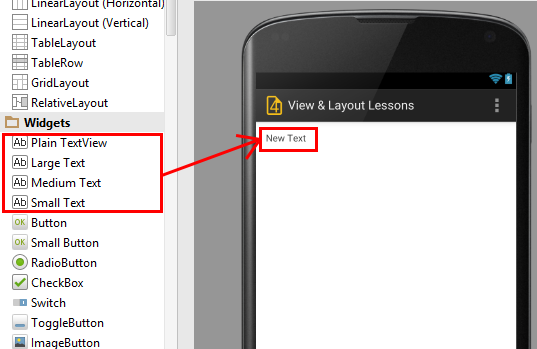 LinearLayout (Horizontal)
LinearLayout (Vertical)
TableLayout
TableRow
GridLayout
RelativeLayout
Widgets
Ab Plain TextView
Ab Large Text
Ab Medium Text
Ab Small Text
OK Button
OK Small Button
RadioButton
CheckBox
Switch
ToggleButton
ImageButton
4 View & Layout Lessons
New Text